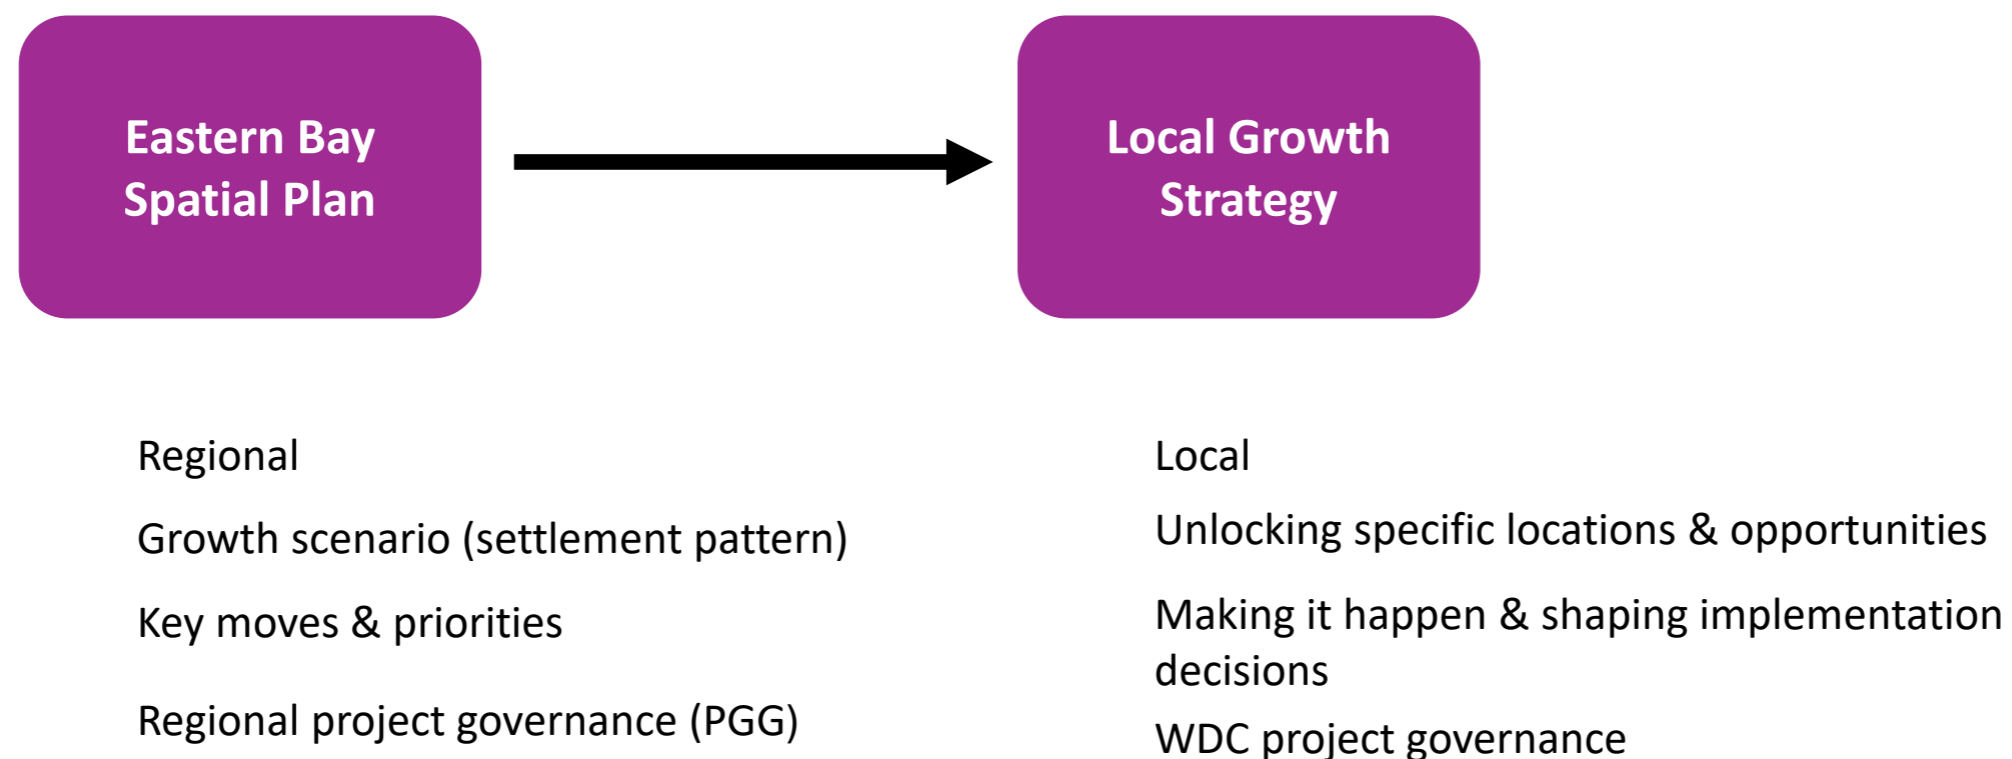 Eastern Bay
Spatial Plan
Local Growth
Strategy
Regional
Growth scenario (settlement pattern)
Key moves & priorities
Regional project governance (PGG)
Local
Unlocking specific locations & opportunities
Making it happen & shaping implementation
decisions
WDC project governance